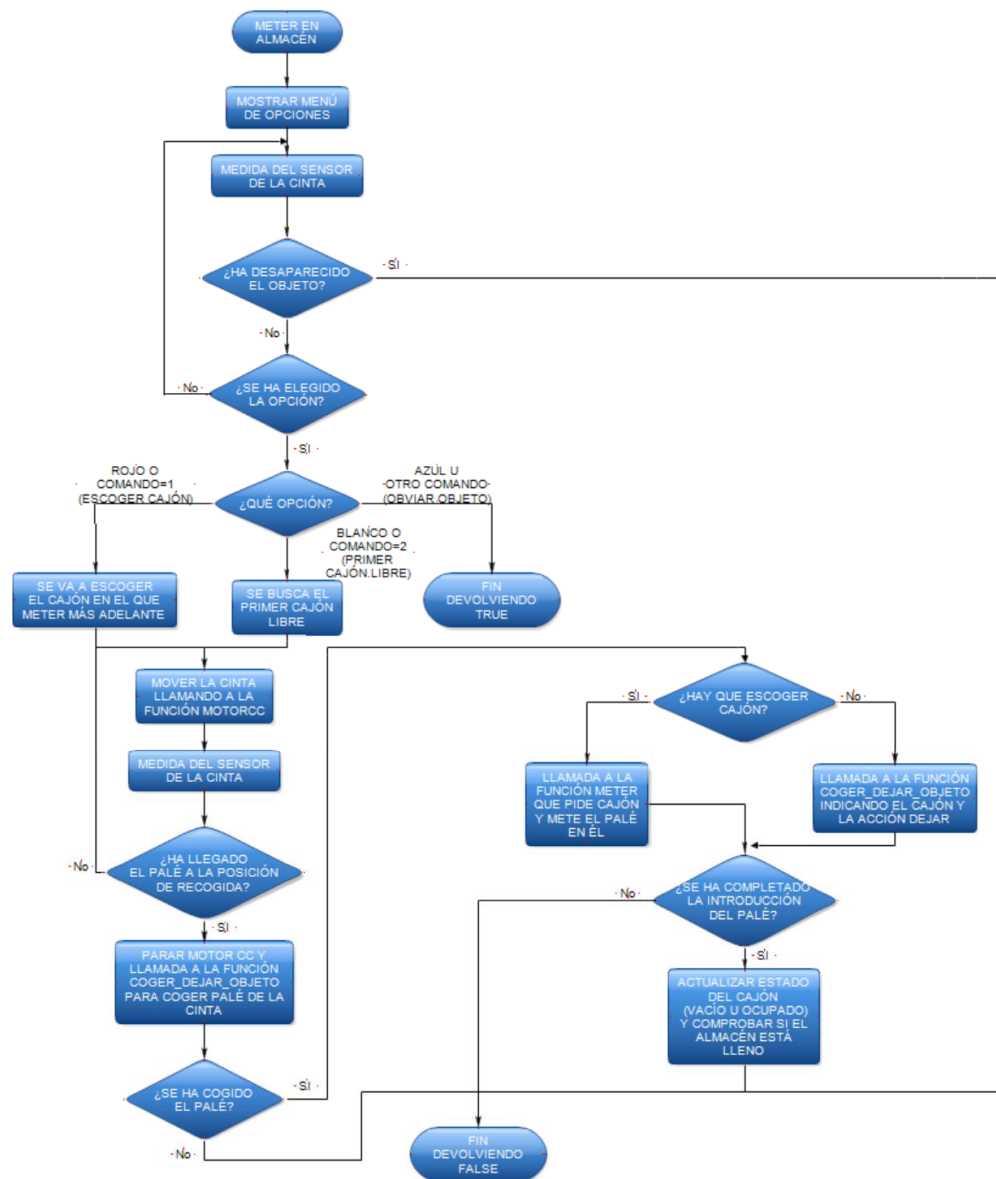 METER EN
ALMACÉN
MOSTRAR MENÚ
DE OPCIONES
MEDIDA DEL SENSOR
DE LA CINTA
¿HA DESAPARECIDO
EL OBJETO?
SÍ
No
¿SE HA ELEGIDO
LA OPCIÓN?
No
SÍ
ROJO O
COMANDO=1
(ESCOGER CAJÓN)
¿QUÉ OPCIÓN?
AZÚL U
OTRO COMANDO
(OBVIAR OBJETO)
BLANCO O
COMANDO=2
(PRIMER
CAJÓN LIBRE)
SE VA A ESCOGER
EL CAJÓN EN EL QUE
METER MÁS ADELANTE
SE BUSCA EL
PRIMER CAJÓN
LIBRE
FIN
DEVOLVIENDO
TRUE
MOVER LA CINTA
LLAMANDO A LA
FUNCIÓN MOTORCC
MEDIDA DEL SENSOR
DE LA CINTA
¿HA LLEGADO
EL PALÉ A LA POSICIÓN
DE RECOGIDA?
No
SÍ
PARAR MOTOR CC Y
LLAMADA A LA FUNCIÓN
COGER_DEJAR_OBJETO
PARA COGER PALÉ DE LA
CINTA
¿SE HA COGIDO
EL PALÉ?
SÍ
No
¿HAY QUE ESCOGER
CAJÓN?
SÍ
No
LLAMADA A LA
FUNCIÓN METER
QUE PIDE CAJÓN
Y METE EL PALÉ
EN ÉL
LLAMADA A LA FUNCIÓN
COGER_DEJAR_OBJETO
INDICANDO EL CAJÓN Y
LA ACCIÓN DEJAR
¿SE HA COMPLETADO
LA INTRODUCCIÓN
DEL PALÉ?
No
SÍ
ACTUALIZAR ESTADO
DEL CAJÓN
(VACÍO U OCUPADO)
Y COMPROBAR SI EL
ALMACÉN ESTÁ
LLENO
FIN
DEVOLVIENDO
FALSE